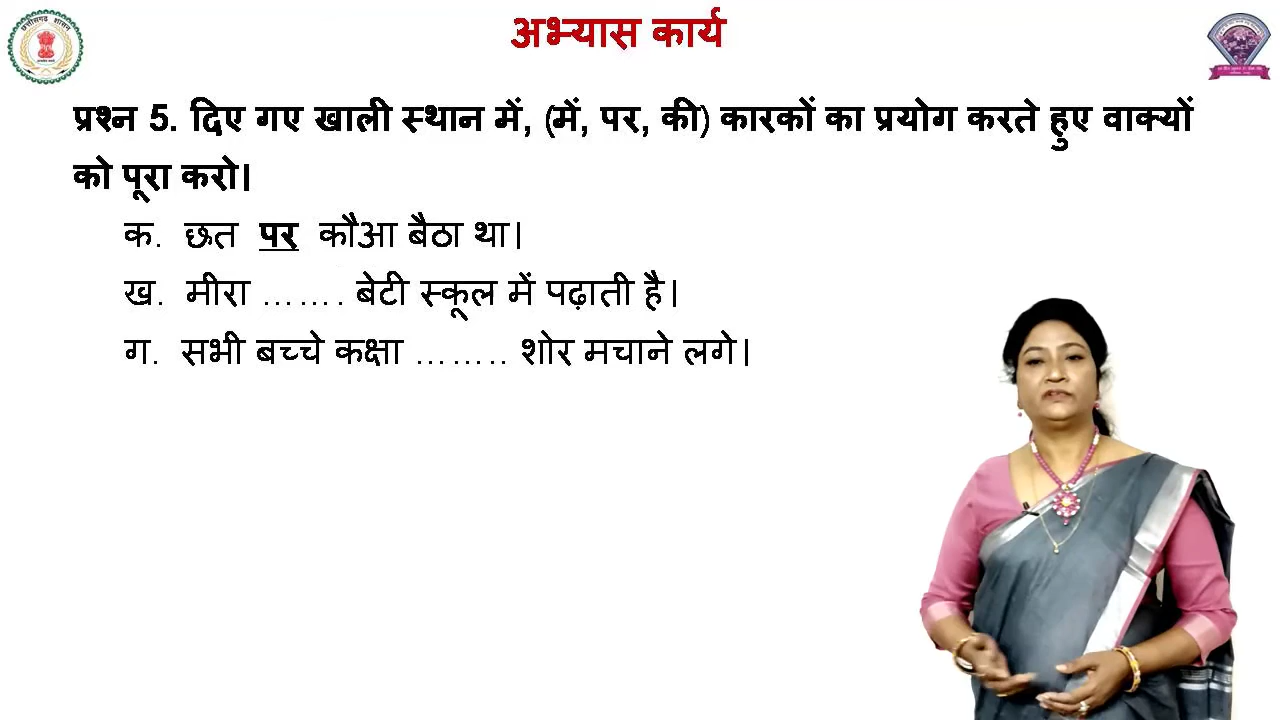 अभ्यास कार्य
प्रश्न 5. दिए गए खाली स्थान में, (में, पर, की) कारकों का प्रयोग करते हुए वाक्यों
को पूरा करो।
क. छत पर कौआ बैठा था।
ख. मीरा ……. बेटी स्कूल में पढ़ाती है।
ग. सभी बच्चे कक्षा …….. शोर मचाने लगे।